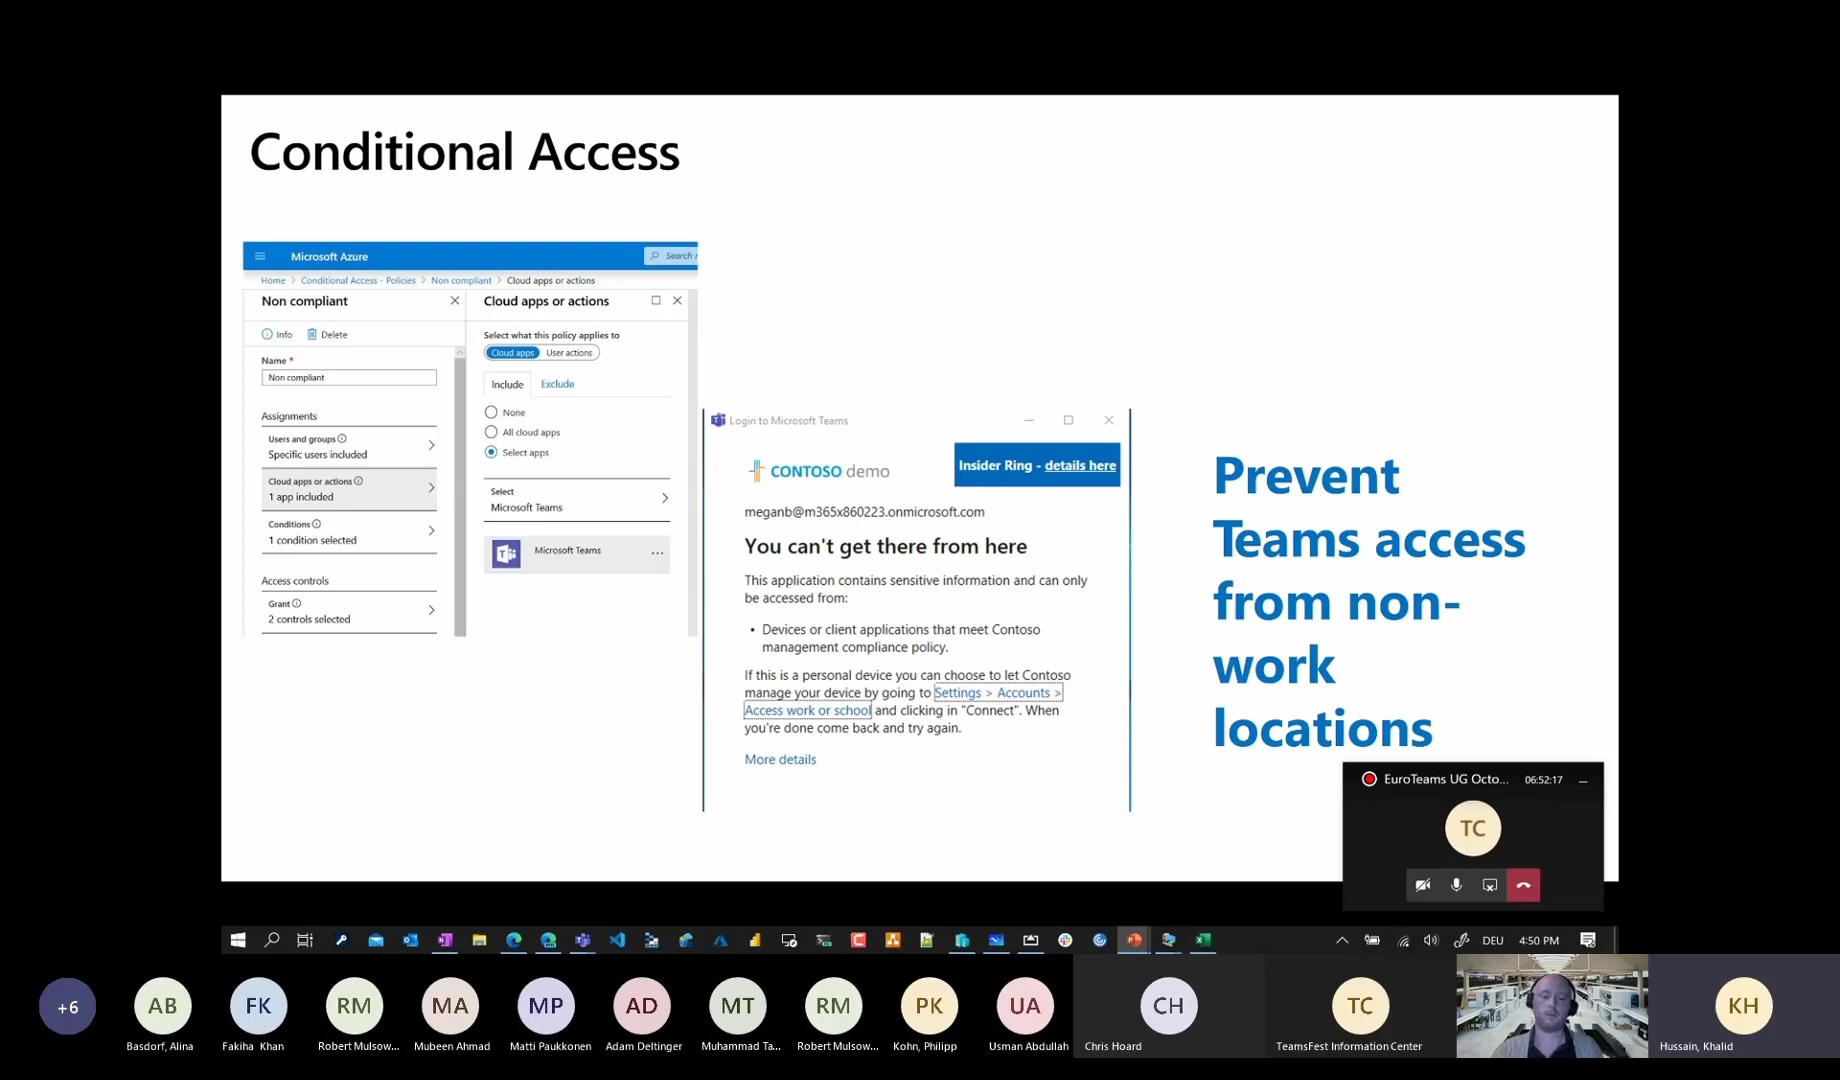 Conditional Access
Microsoft Azure
Search
Home > Conditional Access - Policies > Non compliant > Cloud apps or actions
Non compliant
Info Delete
Name *
Non compliant
Assignments
Users and groups
Specific users included
Cloud apps or actions
1 app included
Conditions
1 condition selected
Access controls
Grant
2 controls selected
Cloud apps or actions
Select what this policy applies to
Cloud apps User actions
Include Exclude
None
All cloud apps
Select apps
Select
Microsoft Teams
Microsoft Teams
Login to Microsoft Teams
CONTOSO demo
Insider Ring - details here
meganb@m365x860223.onmicrosoft.com
You can't get there from here
This application contains sensitive information and can only
be accessed from:
• Devices or client applications that meet Contoso
management compliance policy.
If this is a personal device you can choose to let Contoso
manage your device by going to Settings > Accounts >
Access work or school and clicking in "Connect". When
you're done come back and try again.
More details
Prevent
Teams access
from non-
work
locations
EuroTeams UG Octo... 06:52:17
TC
DEU 4:50 PM
+6
AB
Basdorf, Alina
FK
Fakiha Khan
RM
Robert Mulsow...
MA
Mubeen Ahmad
MP
Matti Paukkonen
AD
Adam Deltinger
MT
Muhammad Ta...
RM
Robert Mulsow...
PK
Kohn, Philipp
UA
Usman Abdullah
CH
Chris Hoard
TC
TeamsFest Information Center
KH
Hussain, Khalid